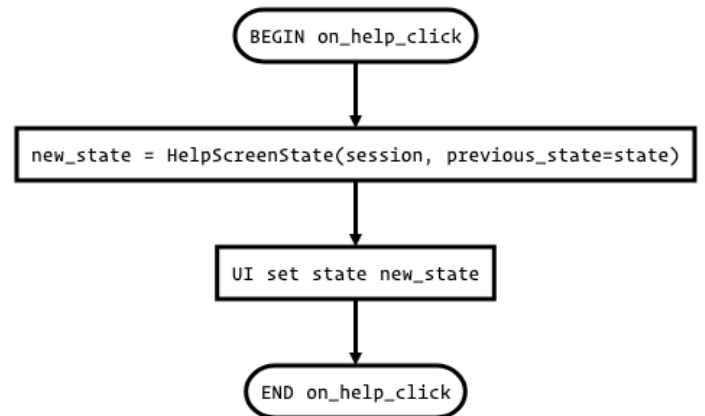 BEGIN on_help_click
new_state = HelpScreenState(session, previous_state=state)
UI set state new_state
END on_help_click